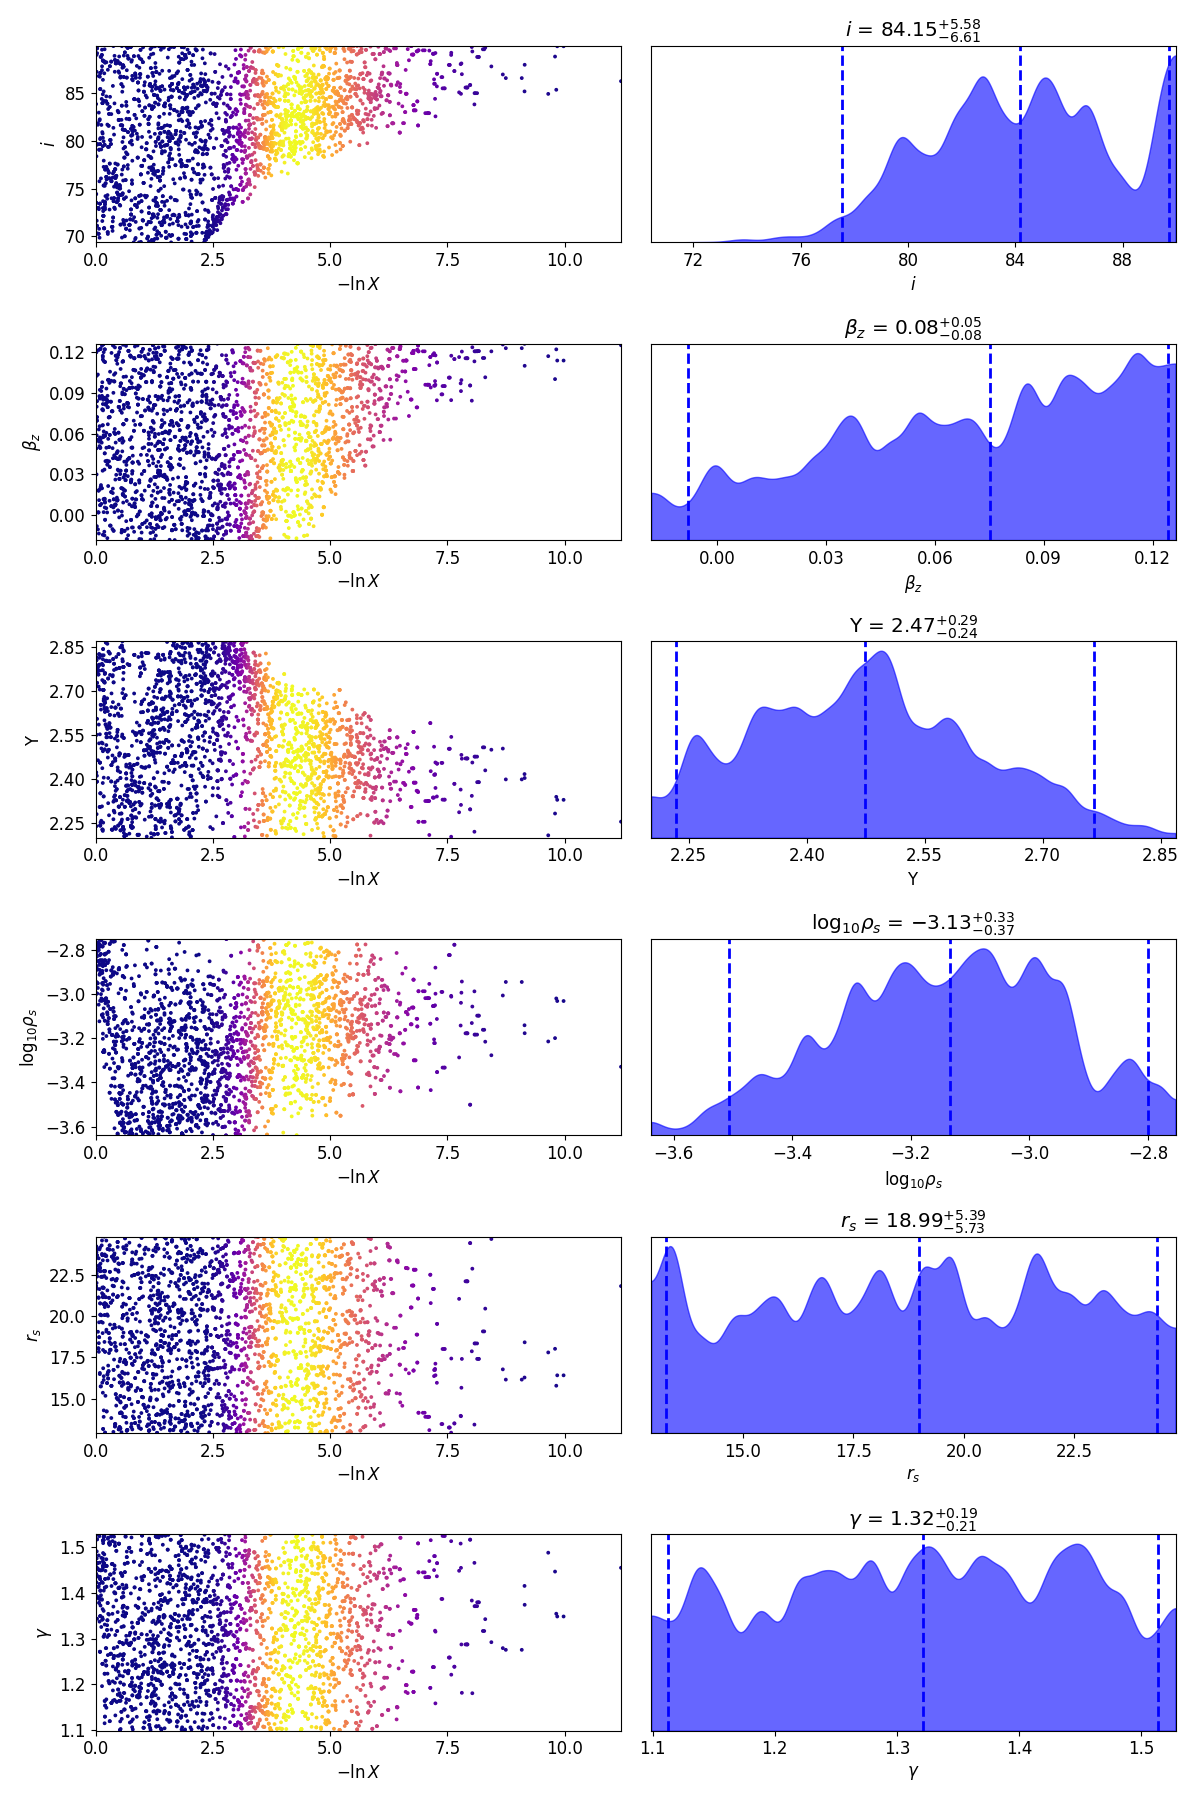 i = 84.15 +5.58 −6.61
85
80
75
70
i
0.0 2.5 5.0 7.5 10.0
72 76 80 84 88
−ln X
i
βz = 0.08 +0.05 −0.08
0.12
0.09
0.06
0.03
0.00
βz
0.0 2.5 5.0 7.5 10.0
0.00 0.03 0.06 0.09 0.12
−ln X
βz
Y = 2.47 +0.29 −0.24
2.85
2.70
2.55
2.40
2.25
Y
0.0 2.5 5.0 7.5 10.0
2.25 2.40 2.55 2.70 2.85
−ln X
Y
log10ρs = −3.13 +0.33 −0.37
−2.8
−3.0
−3.2
−3.4
−3.6
log10ρs
0.0 2.5 5.0 7.5 10.0
−3.6 −3.4 −3.2 −3.0 −2.8
−ln X
log10ρs
rs = 18.99 +5.39 −5.73
22.5
20.0
17.5
15.0
rs
0.0 2.5 5.0 7.5 10.0
15.0 17.5 20.0 22.5
−ln X
rs
γ = 1.32 +0.19 −0.21
1.5
1.4
1.3
1.2
1.1
γ
0.0 2.5 5.0 7.5 10.0
1.1 1.2 1.3 1.4 1.5
−ln X
γ